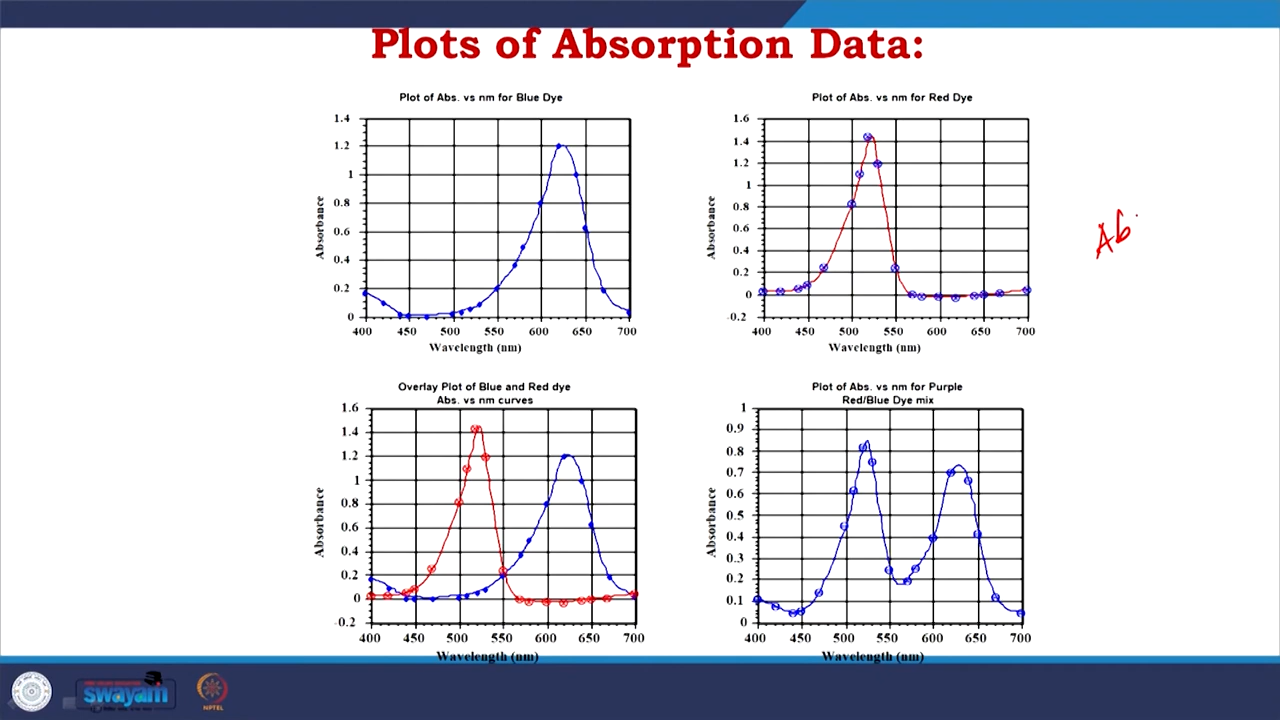 Plots of Absorption Data:
Plot of Abs. vs nm for Blue Dye
1.4
1.2
1
0.8
0.6
0.4
0.2
0
Absorbance
400 450 500 550 600 650 700
Wavelength (nm)
Plot of Abs. vs nm for Red Dye
1.6
1.4
1.2
1
0.8
0.6
0.4
0.2
0
-0.2
Absorbance
400 450 500 550 600 650 700
Wavelength (nm)
Ab
Overlay Plot of Blue and Red dye
Abs. vs nm curves
1.6
1.4
1.2
1
0.8
0.6
0.4
0.2
0
-0.2
Absorbance
400 450 500 550 600 650 700
Wavelength (nm)
Plot of Abs. vs nm for Purple
Red/Blue Dye mix
1
0.9
0.8
0.7
0.6
0.5
0.4
0.3
0.2
0.1
0
Absorbance
400 450 500 550 600 650 700
Wavelength (nm)
swayam
NPTEL